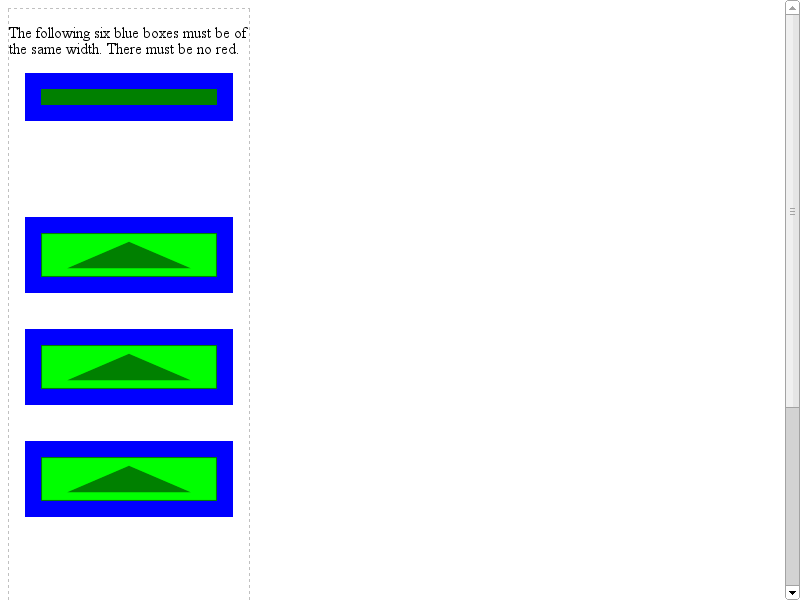 The following six blue boxes must be of
the same width. There must be no red.